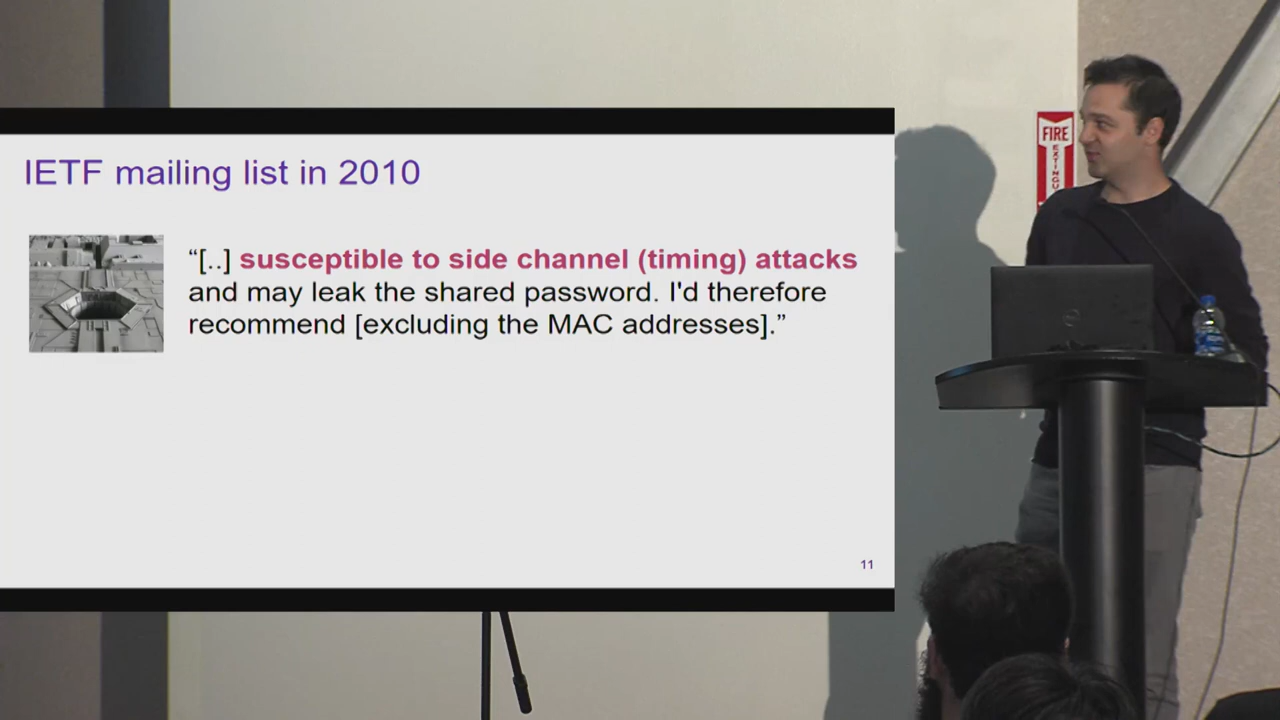 IETF mailing list in 2010
“[..] susceptible to side channel (timing) attacks
and may leak the shared password. I'd therefore
recommend [excluding the MAC addresses].”
11
FIRE
EXTINGU